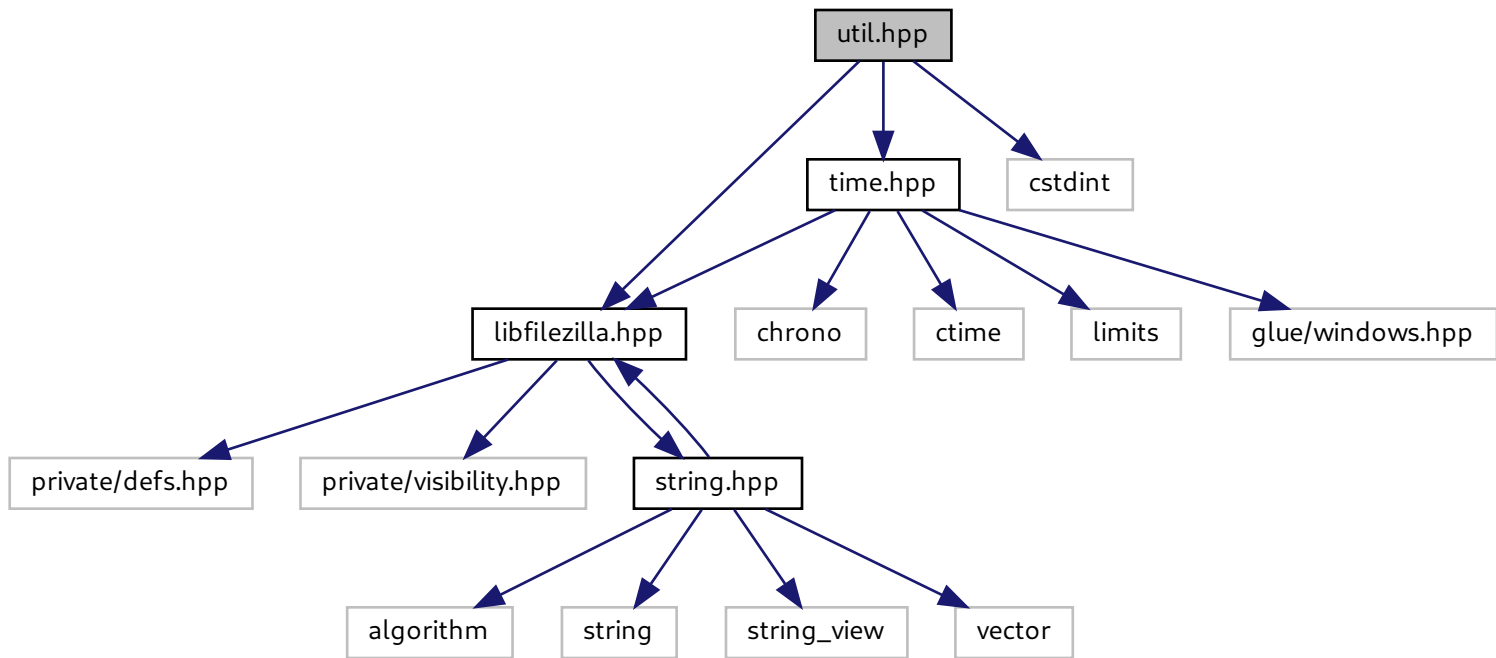 util.hpp
time.hpp
cstdint
libfilezilla.hpp
chrono
ctime
limits
glue/windows.hpp
private/defs.hpp
private/visibility.hpp
string.hpp
algorithm
string
string_view
vector